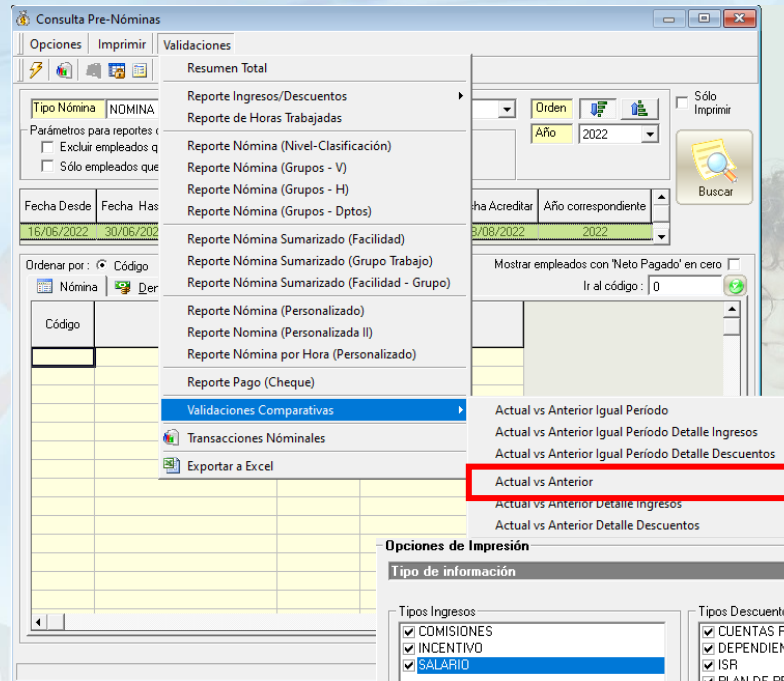 Consulta Pre-Nóminas
Opciones Imprimir Validaciones
Resumen Total
Reporte Ingresos/Descuentos
Reporte de Horas Trabajadas
Reporte Nómina (Nivel-Clasificación)
Reporte Nómina (Grupos - V)
Reporte Nómina (Grupos - H)
Reporte Nómina (Grupos - Dptos)
Reporte Nómina Sumarizado (Facilidad)
Reporte Nómina Sumarizado (Grupo Trabajo)
Reporte Nómina Sumarizado (Facilidad - Grupo)
Reporte Nómina (Personalizado)
Reporte Nomina (Personalizada II)
Reporte Nómina por Hora (Personalizado)
Reporte Pago (Cheque)
Validaciones Comparativas
Transacciones Nóminales
Exportar a Excel
Tipo Nómina NOMINA
Orden
Sólo
Imprimir
Parámetros para reportes
Año 2022
Excluir empleados
Sólo empleados que
Buscar
Fecha Desde Fecha Acreditar Año correspondiente
16/06/2022 30/06/202 /08/2022 2022
Ordenar por : Código
Mostrar empleados con 'Neto Pagado' en cero
Nómina
Ir al código : 0
Código
Actual vs Anterior Igual Período
Actual vs Anterior Igual Período Detalle Ingresos
Actual vs Anterior Igual Período Detalle Descuentos
Actual vs Anterior
Actual vs Anterior Detalle Ingresos
Actual vs Anterior Detalle Descuentos
Opciones de Impresión
Tipo de información
Tipos Ingresos
Tipos Descuent
COMISIONES
CUENTAS
INCENTIVO
DEPENDIEN
SALARIO
ISR
PLAN DE